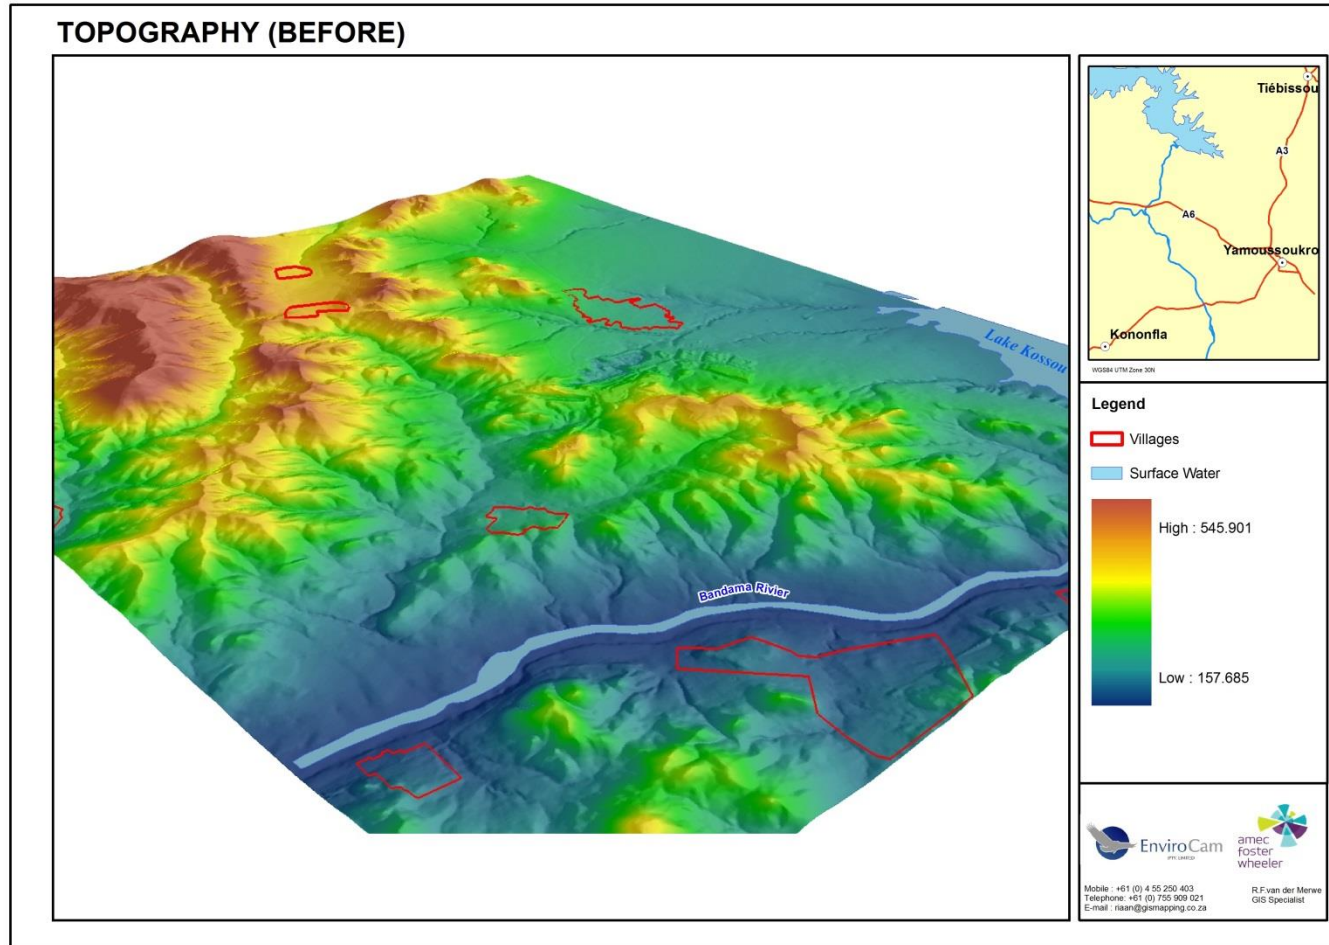 TOPOGRAPHY (BEFORE)
Lake Kossou
Bandama Rivier
Tiébissou
A3
A6
Yamoussoukro
Kononfla
WGS84 UTM Zone 30N
Legend
Villages
Surface Water
High : 545.901
Low : 157.685
EnviroCam
(PTY) LIMITED
amec
foster
wheeler
Mobile : +61 (0) 4 55 250 403
Telephone: +61 (0) 755 909 021
E-mail : riaan@gismapping.co.za
R.F.van der Merwe
GIS Specialist